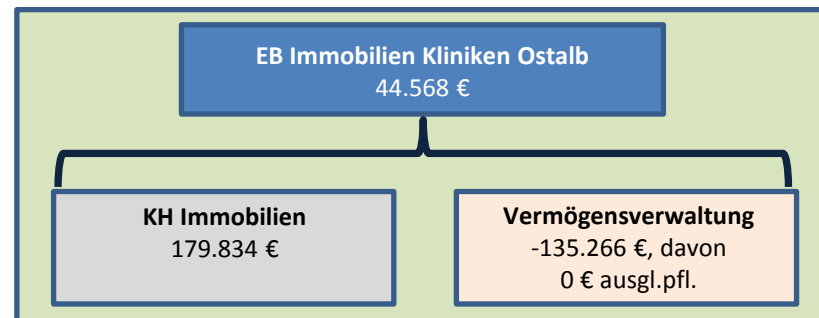 EB Immobilien Kliniken Ostalb
44.568 €
KH Immobilien
179.834 €
Vermögensverwaltung
-135.266 €, davon
0 € ausgl.pfl.